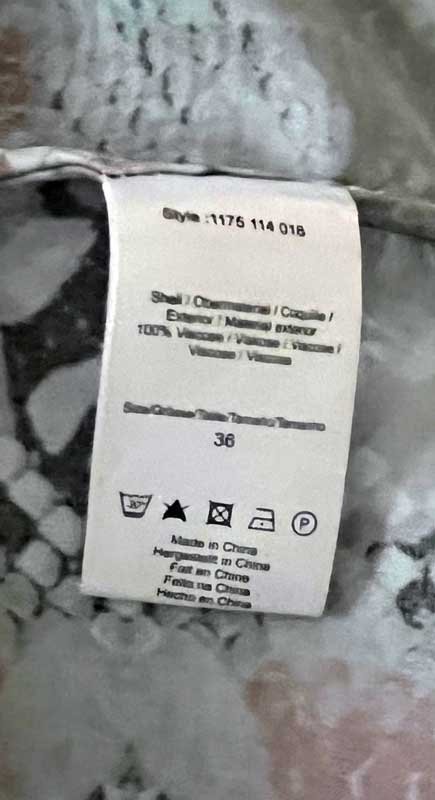 Style :1175 114 018
Shell / Obermaterial / Coquille /
Exterior / Material exterior
100% Viscose / Viskose / Viscose /
Viscosa / Viscosa
36
30°
P
Made in China
Hergestellt in China
Fait en Chine
Feito na China
Hecho en China